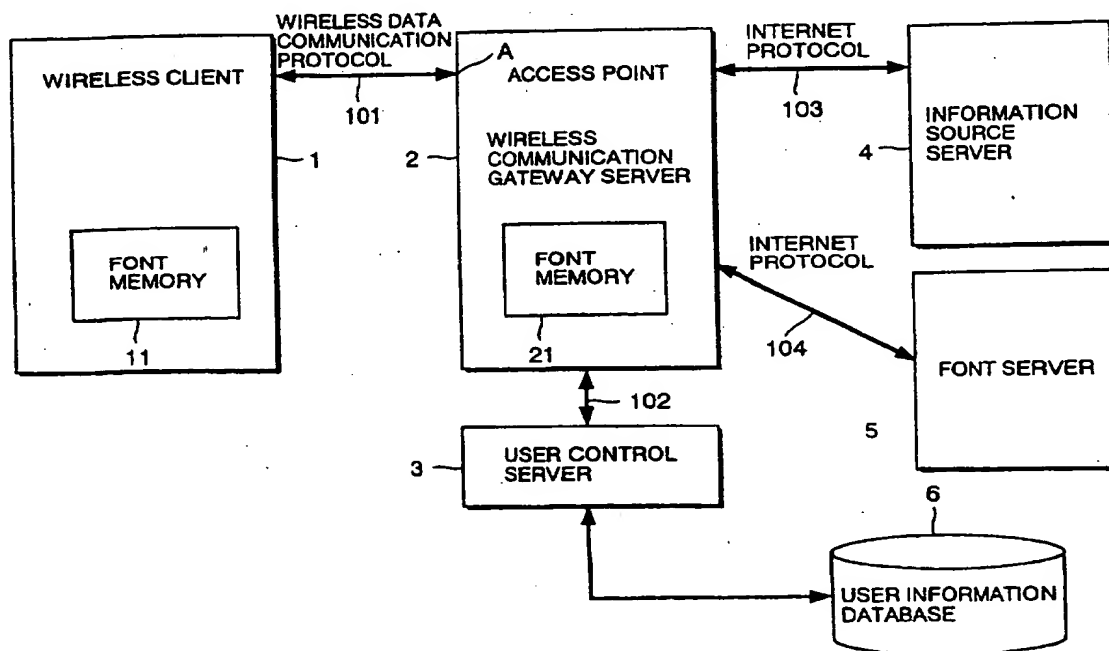 WIRELESS DATA
COMMUNICATION
PROTOCOL
WIRELESS CLIENT
101
1
FONT
MEMORY
11
A
ACCESS POINT
2
WIRELESS
COMMUNICATION
GATEWAY SERVER
FONT
MEMORY
21
INTERNET
PROTOCOL
103
4
INFORMATION
SOURCE
SERVER
INTERNET
PROTOCOL
104
FONT SERVER
5
102
3
USER CONTROL
SERVER
6
USER INFORMATION
DATABASE